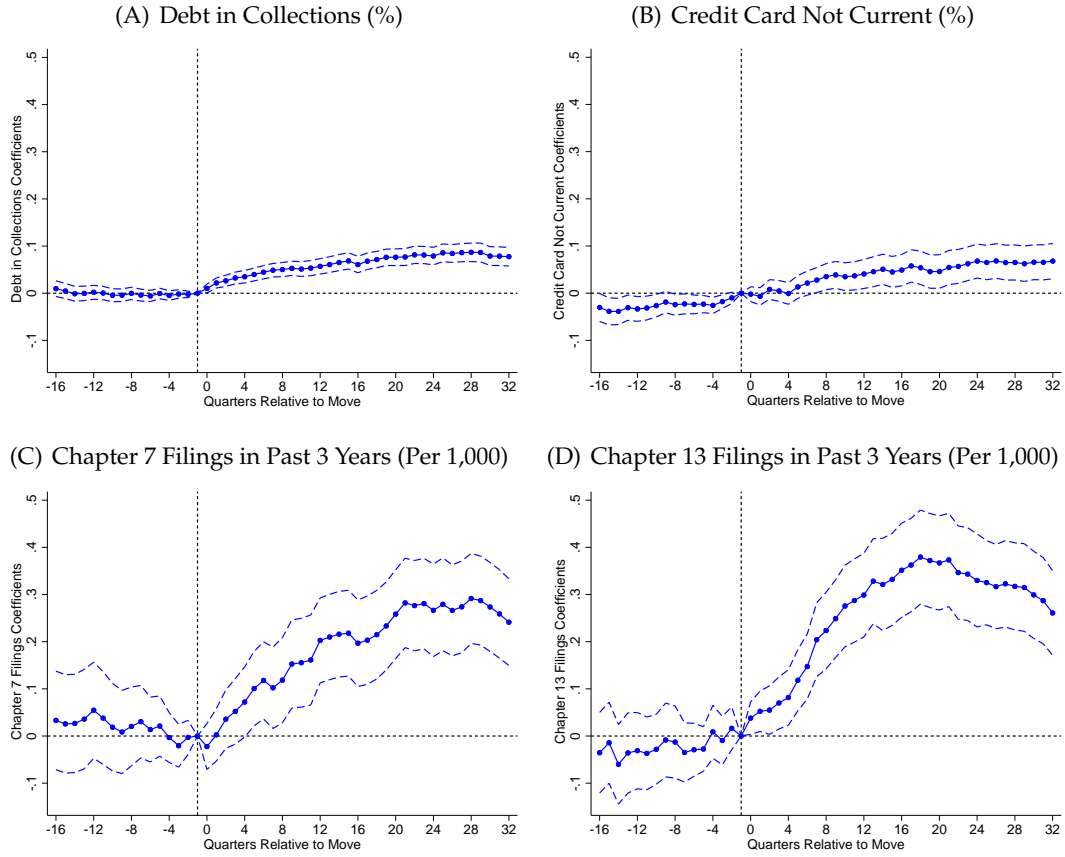 (A) Debt in Collections (%)
Debt in Collections Coefficients
.5
.4
.3
.2
.1
0
-.1
-16 -12 -8 -4 0 4 8 12 16 20 24 28 32
Quarters Relative to Move
(B) Credit Card Not Current (%)
Credit Card Not Current Coefficients
.5
.4
.3
.2
.1
0
-.1
-16 -12 -8 -4 0 4 8 12 16 20 24 28 32
Quarters Relative to Move
(C) Chapter 7 Filings in Past 3 Years (Per 1,000)
Chapter 7 Filings Coefficients
.5
.4
.3
.2
.1
0
-.1
-16 -12 -8 -4 0 4 8 12 16 20 24 28 32
Quarters Relative to Move
(D) Chapter 13 Filings in Past 3 Years (Per 1,000)
Chapter 13 Filings Coefficients
.5
.4
.3
.2
.1
0
-.1
-16 -12 -8 -4 0 4 8 12 16 20 24 28 32
Quarters Relative to Move